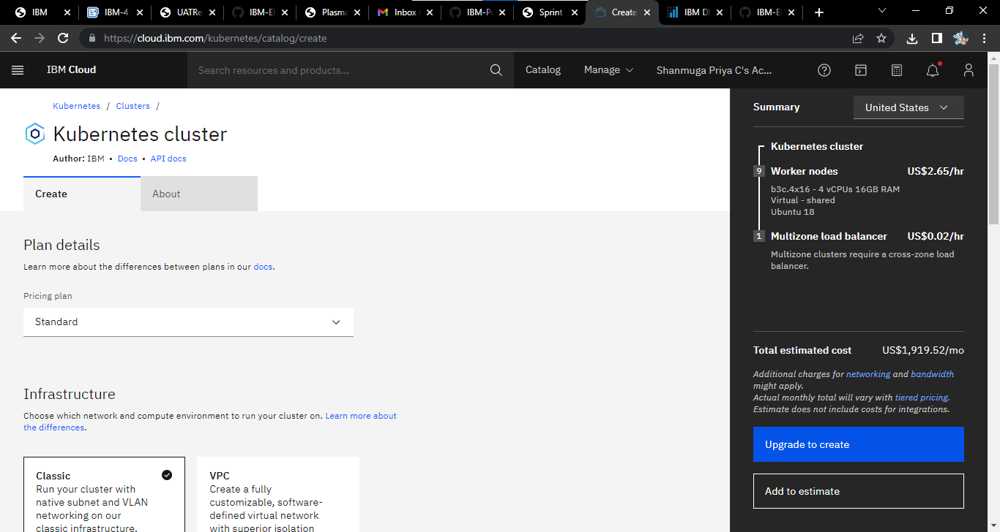 IBM
IBM-4
UATRe
IBM-E
Plasma
Inbox
IBM-Pr
Sprint
Create
IBM D
IBM-E
https://cloud.ibm.com/kubernetes/catalog/create
IBM Cloud
Search resources and products...
Catalog
Manage
Shanmuga Priya C's Ac...
Kubernetes / Clusters /
Kubernetes cluster
Author: IBM • Docs • API docs
Create
About
Plan details
Learn more about the differences between plans in our docs.
Pricing plan
Standard
Infrastructure
Choose which network and compute environment to run your cluster on. Learn more about
the differences.
Classic
Run your cluster with
native subnet and VLAN
networking on our
classic infrastructure.
VPC
Create a fully
customizable, software-
defined virtual network
with superior isolation
Summary
United States
Kubernetes cluster
9 Worker nodes US$2.65/hr
b3c.4x16 - 4 vCPUs 16GB RAM
Virtual - shared
Ubuntu 18
1 Multizone load balancer US$0.02/hr
Multizone clusters require a cross-zone load
balancer.
Total estimated cost US$1,919.52/mo
Additional charges for networking and bandwidth
might apply.
Actual monthly total will vary with tiered pricing.
Estimate does not include costs for integrations.
Upgrade to create
Add to estimate